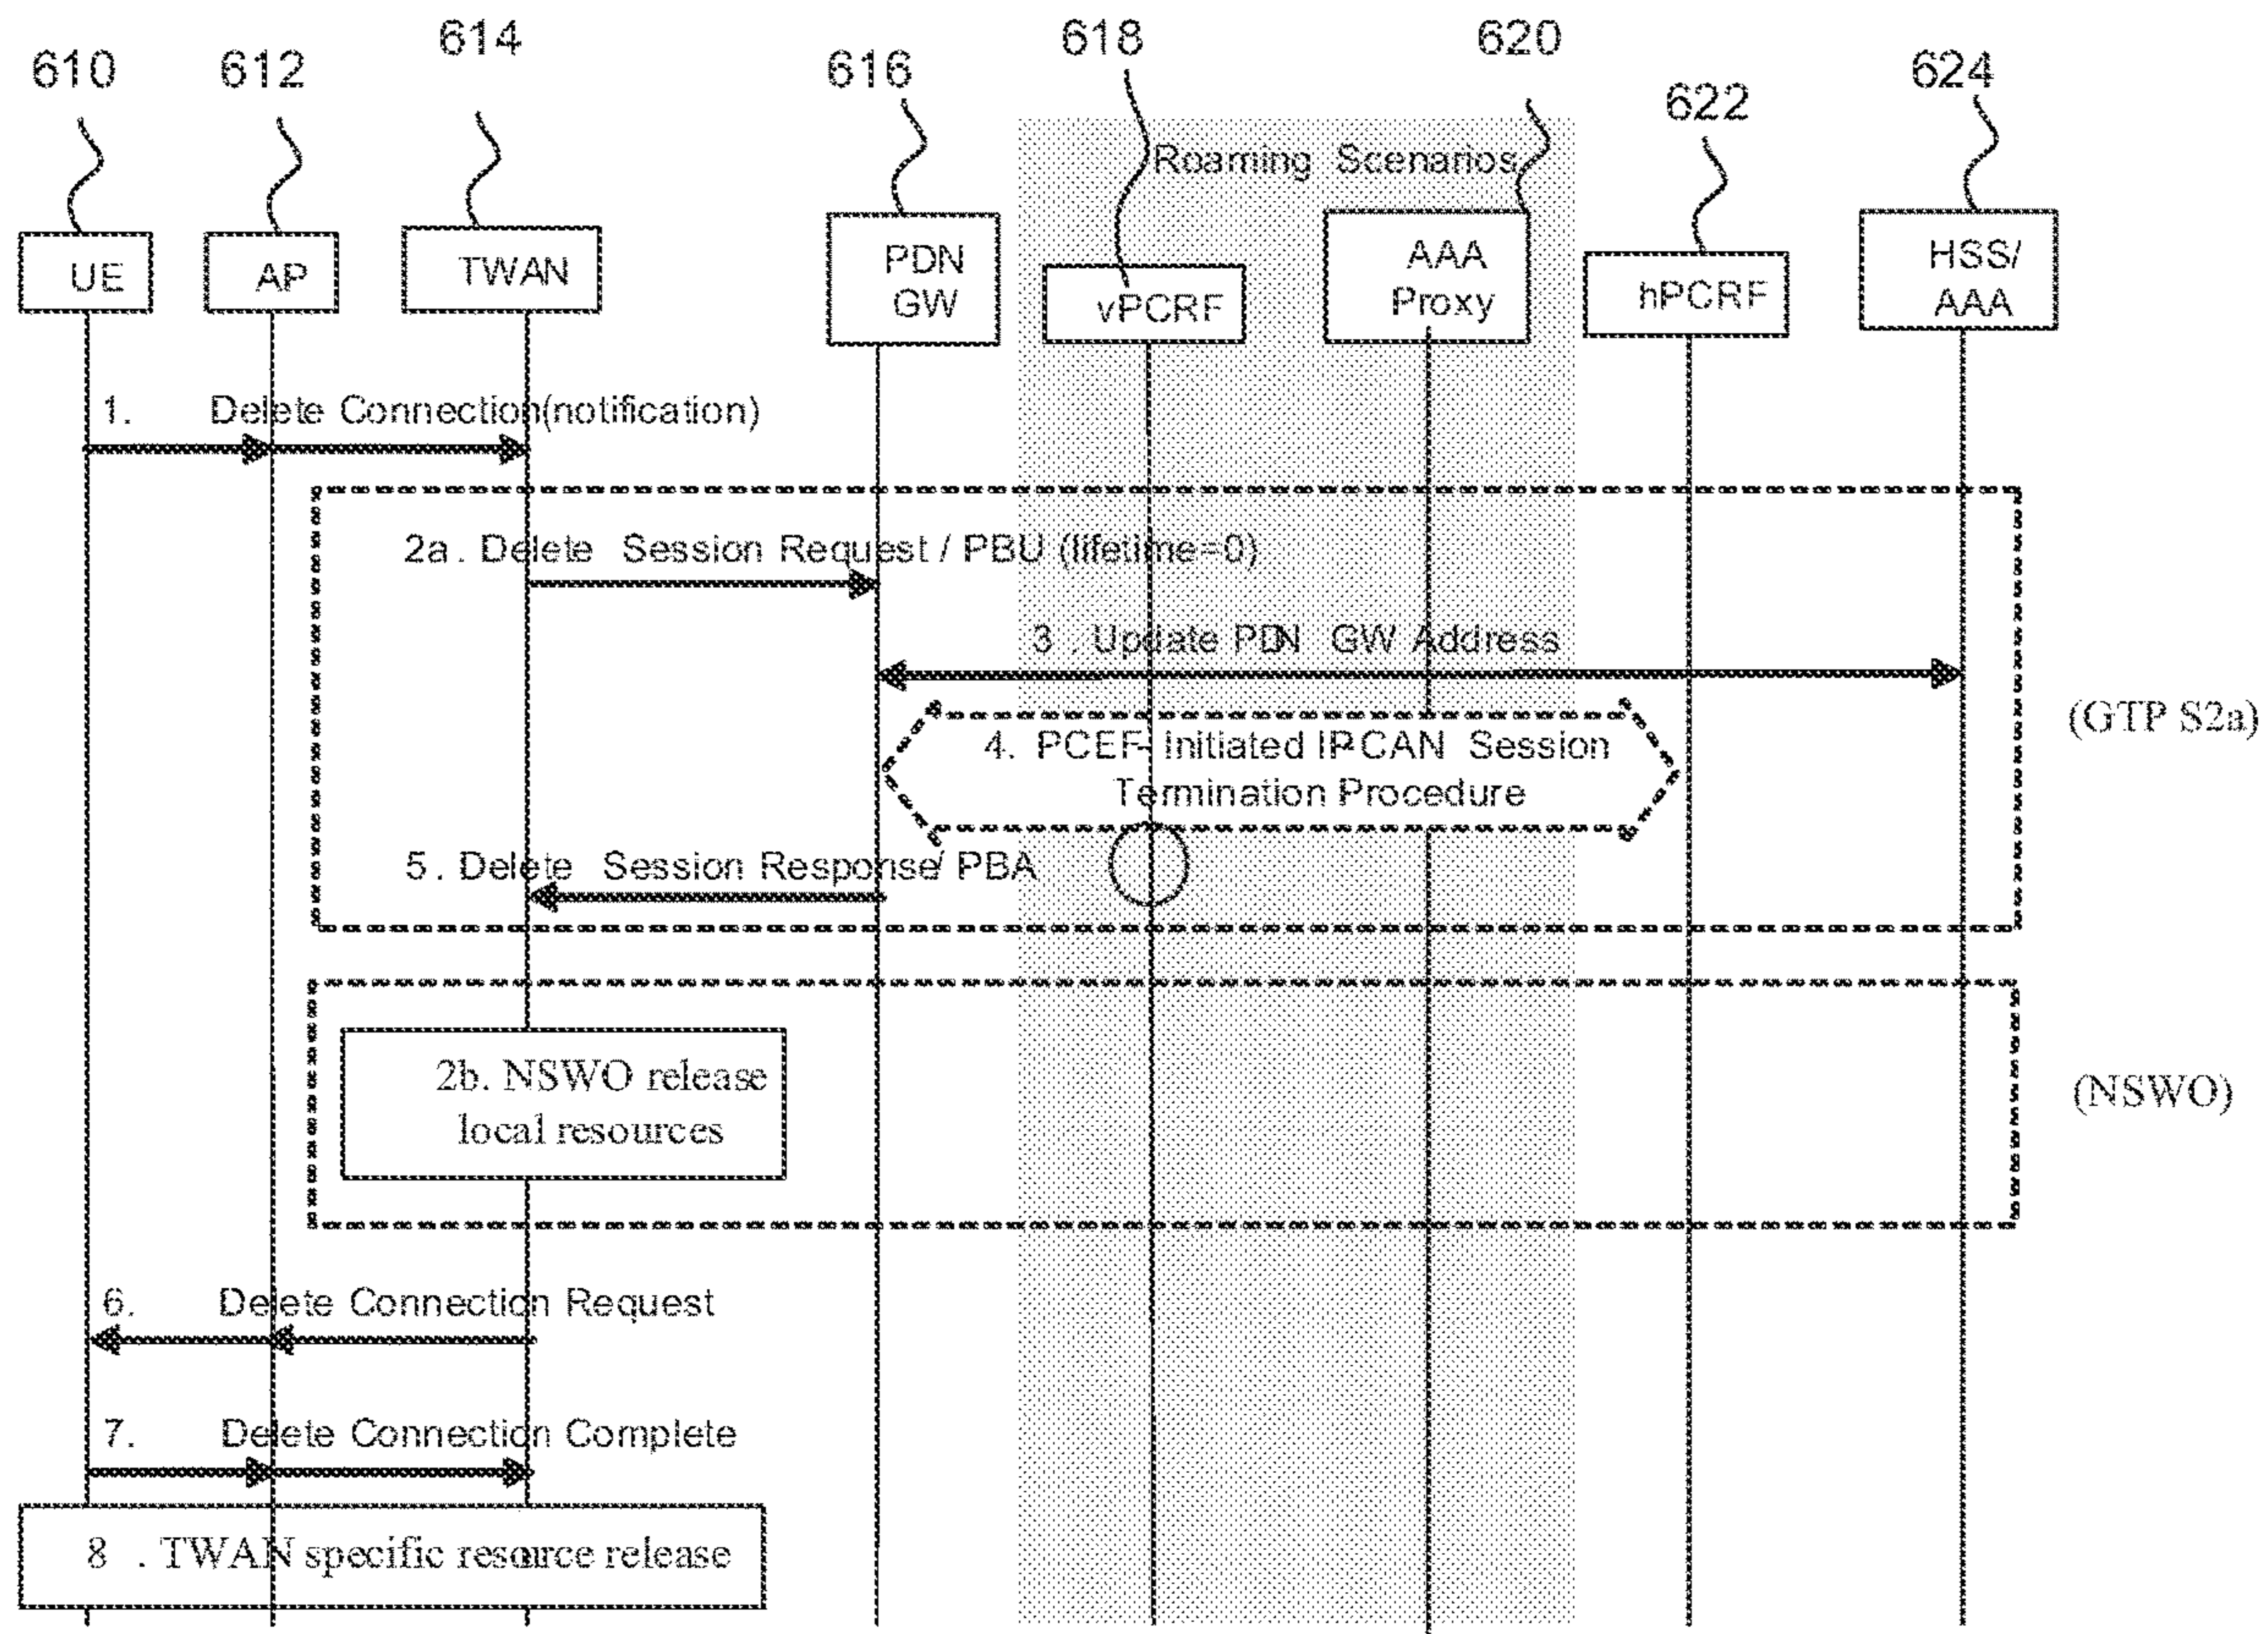 610
612
614
616
618
620
622
624
Roaming Scenarios
UE
AP
TWAN
PDN
GW
vPCRF
AAA
Proxy
hPCRF
HSS/
AAA
1. Delete Connection(notification)
2a. Delete Session Request / PBU (lifetime=0)
3. Update PDN GW Address
(GTP S2a)
4. PCEF-Initiated IP-CAN Session
Termination Procedure
5. Delete Session Response/ PBA
2b. NSWO release
local resources
(NSWO)
6. Delete Connection Request
7. Delete Connection Complete
8. TWAN specific resource release